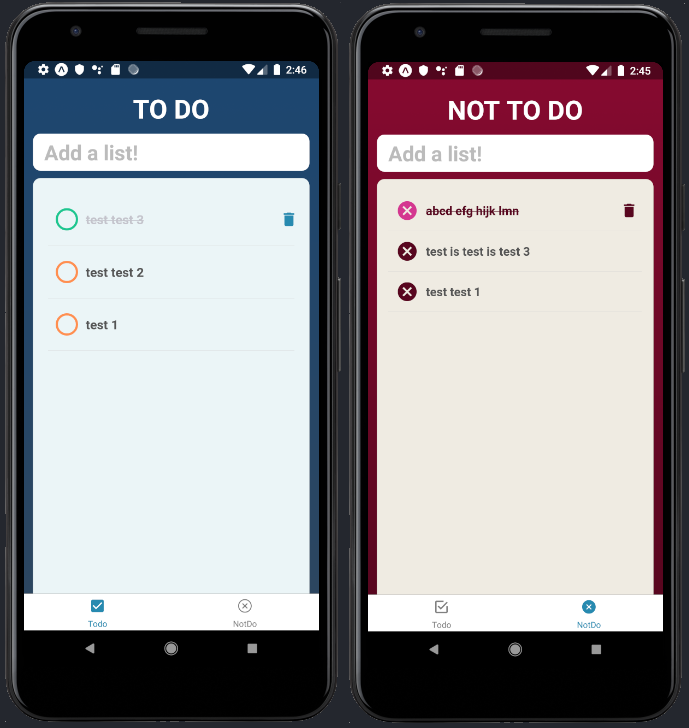 2:46
TO DO
Add a list!
test test 3
test test 2
test 1
Todo
NotDo
2:45
NOT TO DO
Add a list!
abcd efg hijk lmn
test is test is test 3
test test 1
Todo
NotDo